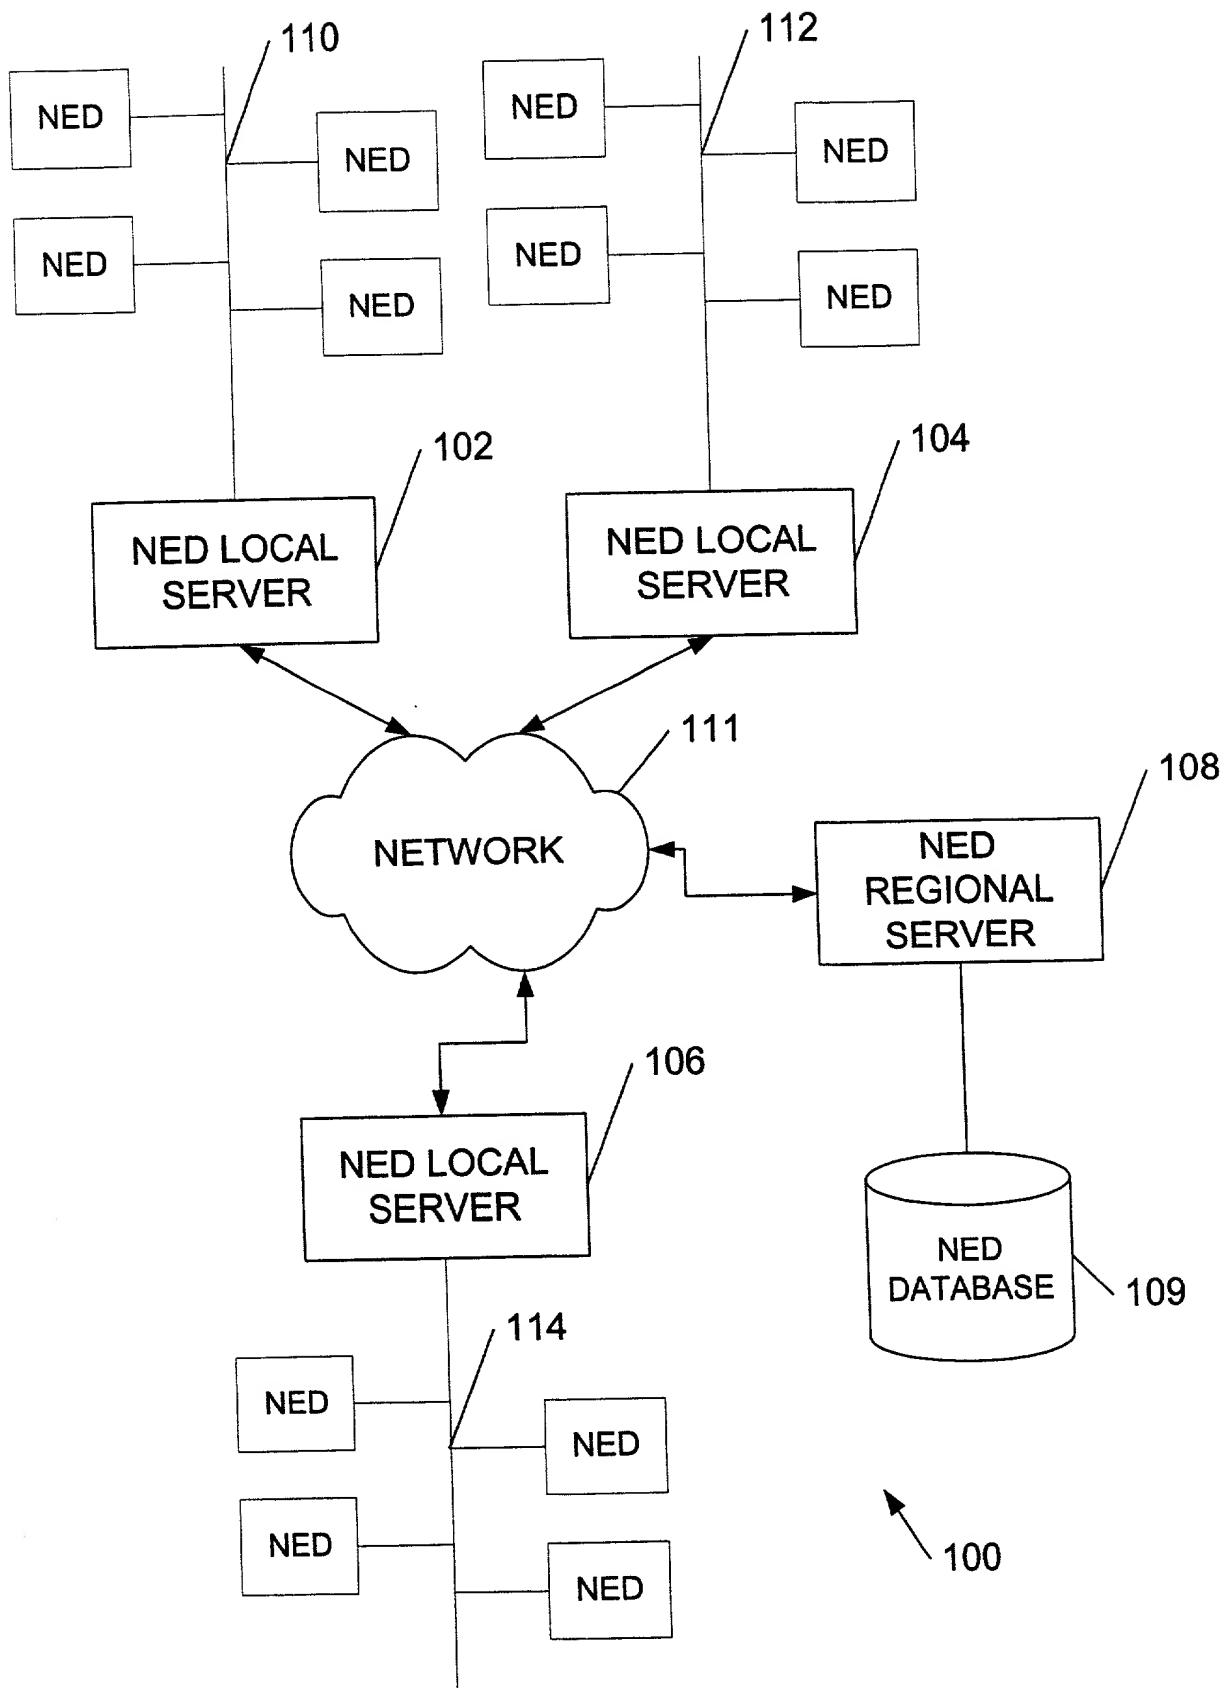 110
112
NED
NED
NED
NED
NED
NED
NED
NED
102
104
NED LOCAL
SERVER
NED LOCAL
SERVER
111
108
NETWORK
NED
REGIONAL
SERVER
106
NED LOCAL
SERVER
NED
DATABASE
109
114
NED
NED
NED
NED
100